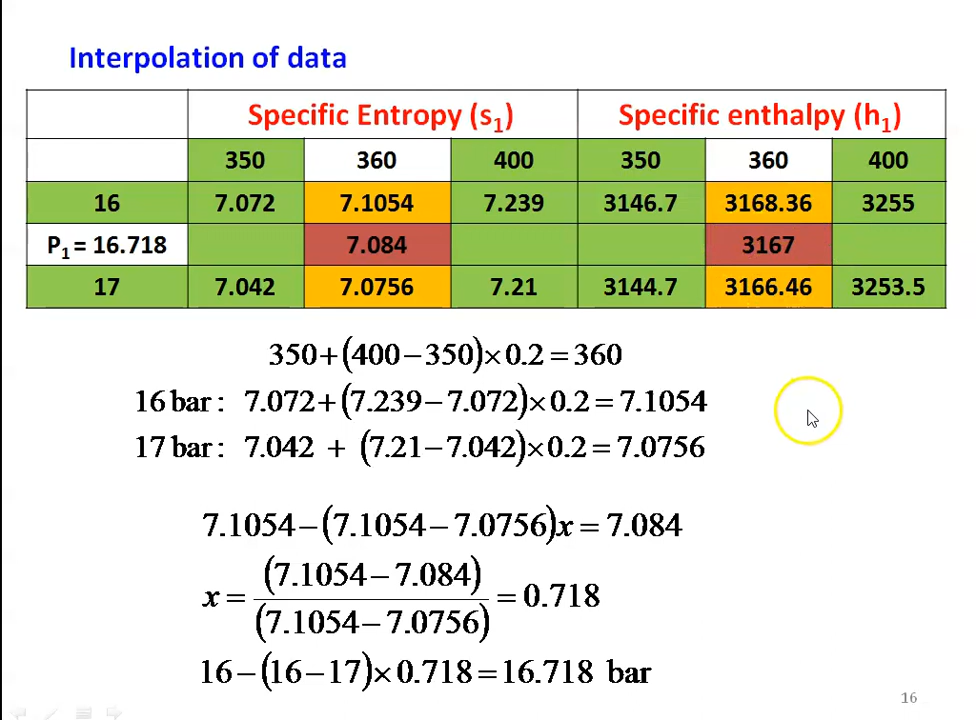 Interpolation of data
Specific Entropy (s1) Specific enthalpy (h1)
350 360 400 350 360 400
16 7.072 7.1054 7.239 3146.7 3168.36 3255
P1 = 16.718 7.084 3167
17 7.042 7.0756 7.21 3144.7 3166.46 3253.5
350+(400−350)×0.2=360
16 bar: 7.072+(7.239−7.072)×0.2=7.1054
17 bar: 7.042 + (7.21−7.042)×0.2=7.0756
7.1054−(7.1054−7.0756)x=7.084
x = (7.1054−7.084)/(7.1054−7.0756) = 0.718
16−(16−17)×0.718=16.718 bar
16